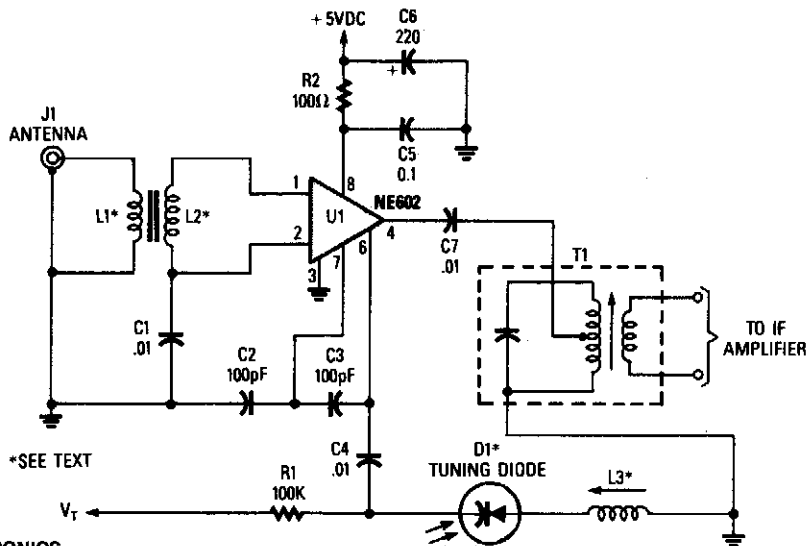 +5VDC
C6
220
+
R2
100Ω
C5
0.1
J1
ANTENNA
L1*
L2*
1
2
8
U1
NE602
3
7
6
4
C7
.01
T1
TO IF
AMPLIFIER
C1
.01
C2
100pF
C3
100pF
*SEE TEXT
C4
.01
D1*
TUNING DIODE
L3*
R1
100K
VT